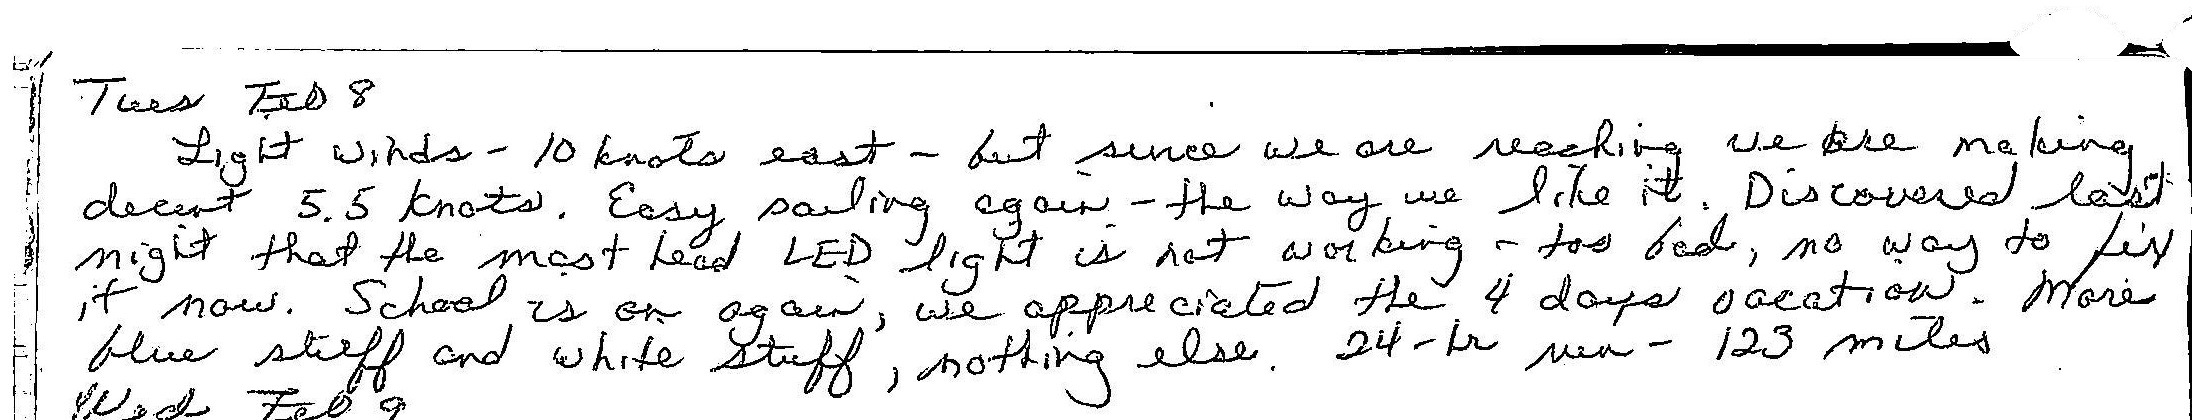 Tues Feb 8
Light winds - 10 knots east - but since we are reaching we are making
decent 5.5 knots. Easy sailing again - the way we like it. Discovered last
night that the mast head LED light is not working - too bad, no way to fix
it now. School is on again, we appreciated the 4 days vacation. More
blue stuff and white stuff, nothing else. 24-hr run - 123 miles
Wed Feb 9